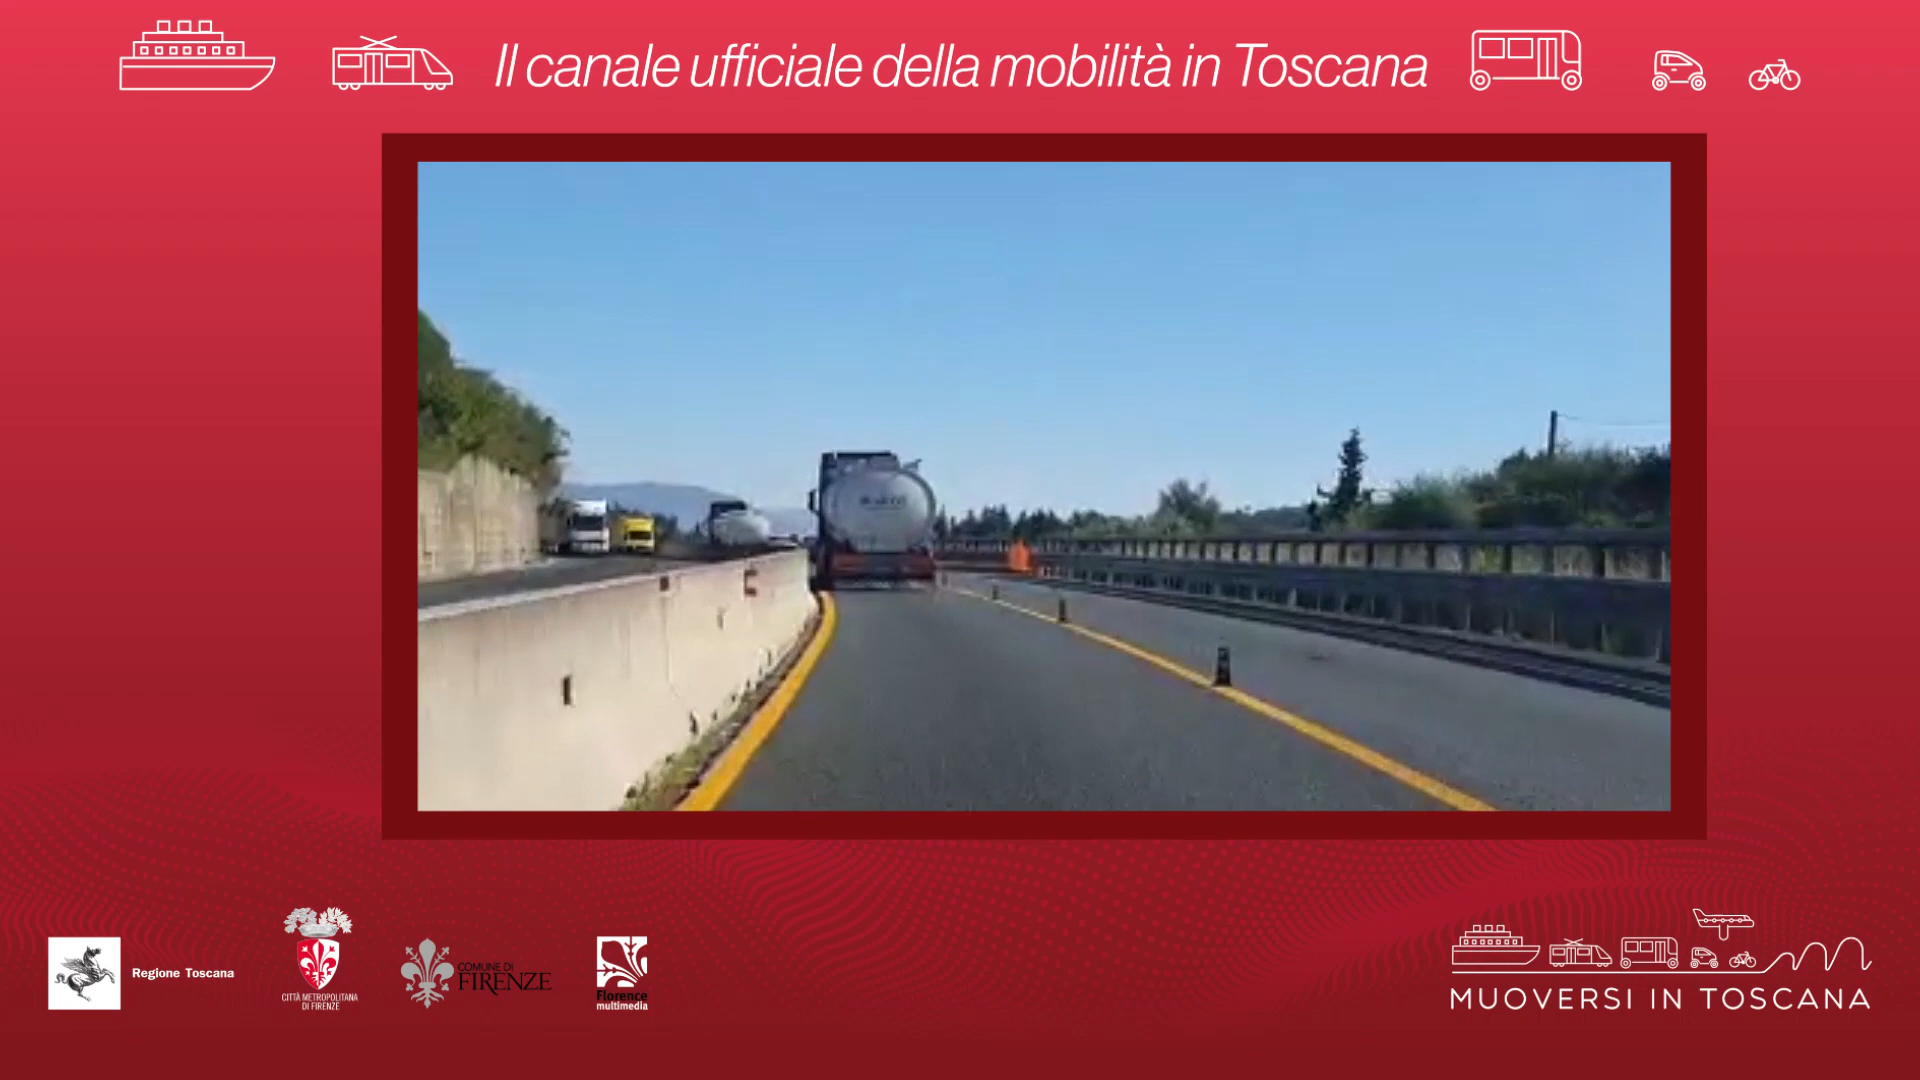 Il canale ufficiale della mobilità in Toscana
Regione Toscana
CITTÀ METROPOLITANA
DI FIRENZE
COMUNE DI
FIRENZE
Florence
multimedia
MUOVERSI IN TOSCANA